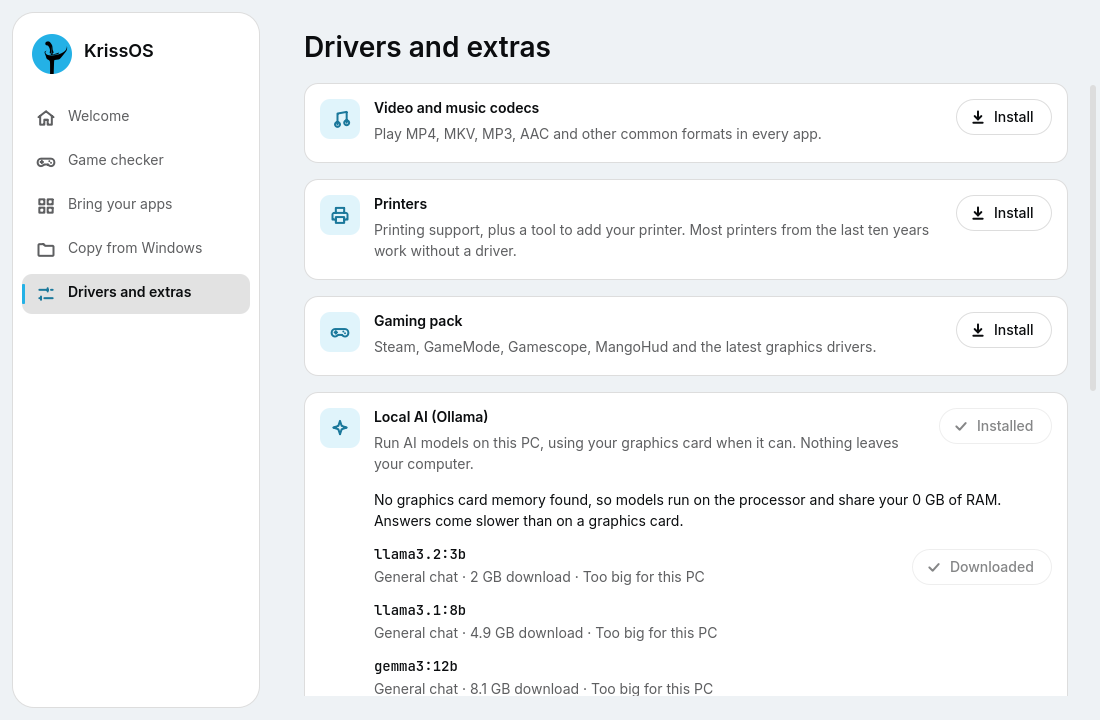 KrissOS
Welcome
Game checker
Bring your apps
Copy from Windows
Drivers and extras
Drivers and extras
Video and music codecs
Play MP4, MKV, MP3, AAC and other common formats in every app.
Install
Printers
Printing support, plus a tool to add your printer. Most printers from the last ten years
work without a driver.
Install
Gaming pack
Steam, GameMode, Gamescope, MangoHud and the latest graphics drivers.
Install
Local AI (Ollama)
Run AI models on this PC, using your graphics card when it can. Nothing leaves
your computer.
Installed
No graphics card memory found, so models run on the processor and share your 0 GB of RAM.
Answers come slower than on a graphics card.
llama3.2:3b
General chat · 2 GB download · Too big for this PC
Downloaded
llama3.1:8b
General chat · 4.9 GB download · Too big for this PC
gemma3:12b
General chat · 8.1 GB download · Too big for this PC